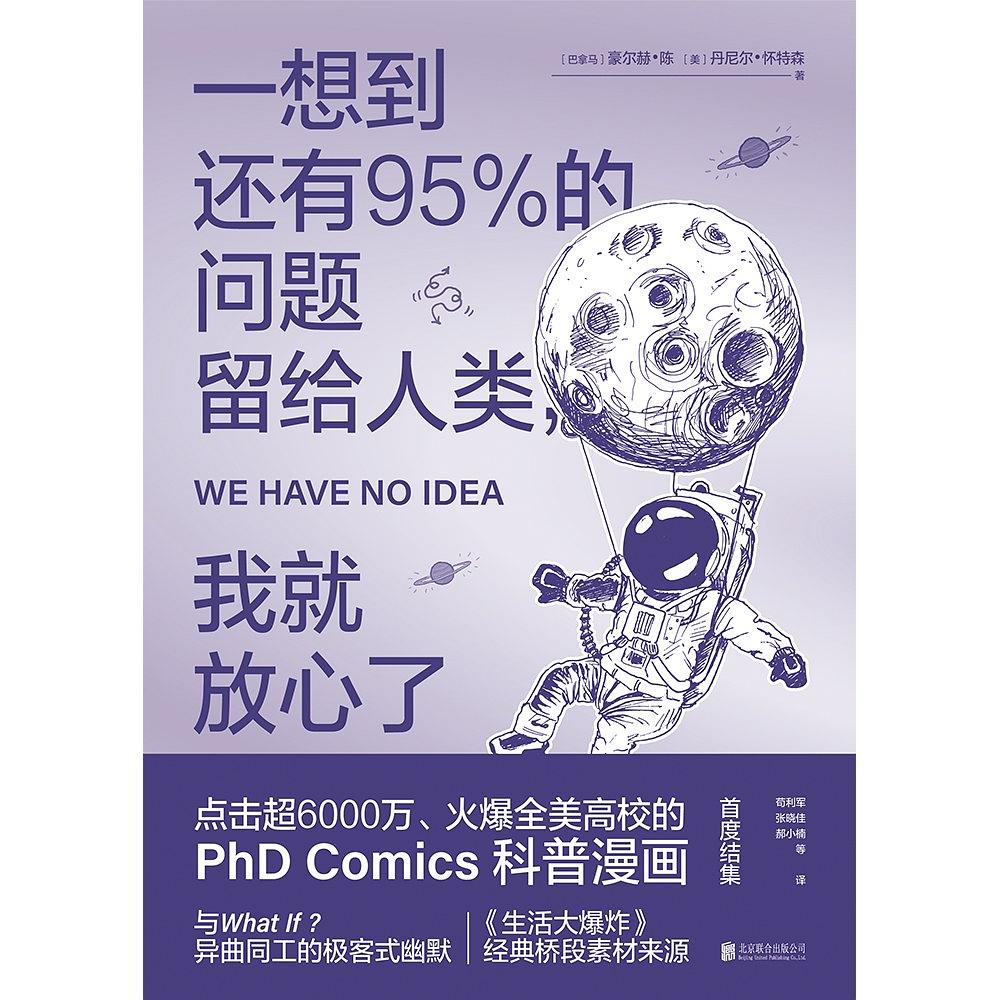 [巴拿马]豪尔赫•陈 [美]丹尼尔•怀特森
著
一想到
还有95%的
问题
留给人类,
WE HAVE NO IDEA
我就
放心了
点击超6000万、火爆全美高校的
PhD Comics 科普漫画
首度结集
苟利军
张晓佳
郝小楠
等
译
与What If?
异曲同工的极客式幽默
《生活大爆炸》
经典桥段素材来源
北京联合出版公司
Beijing United Publishing Co.,Ltd.